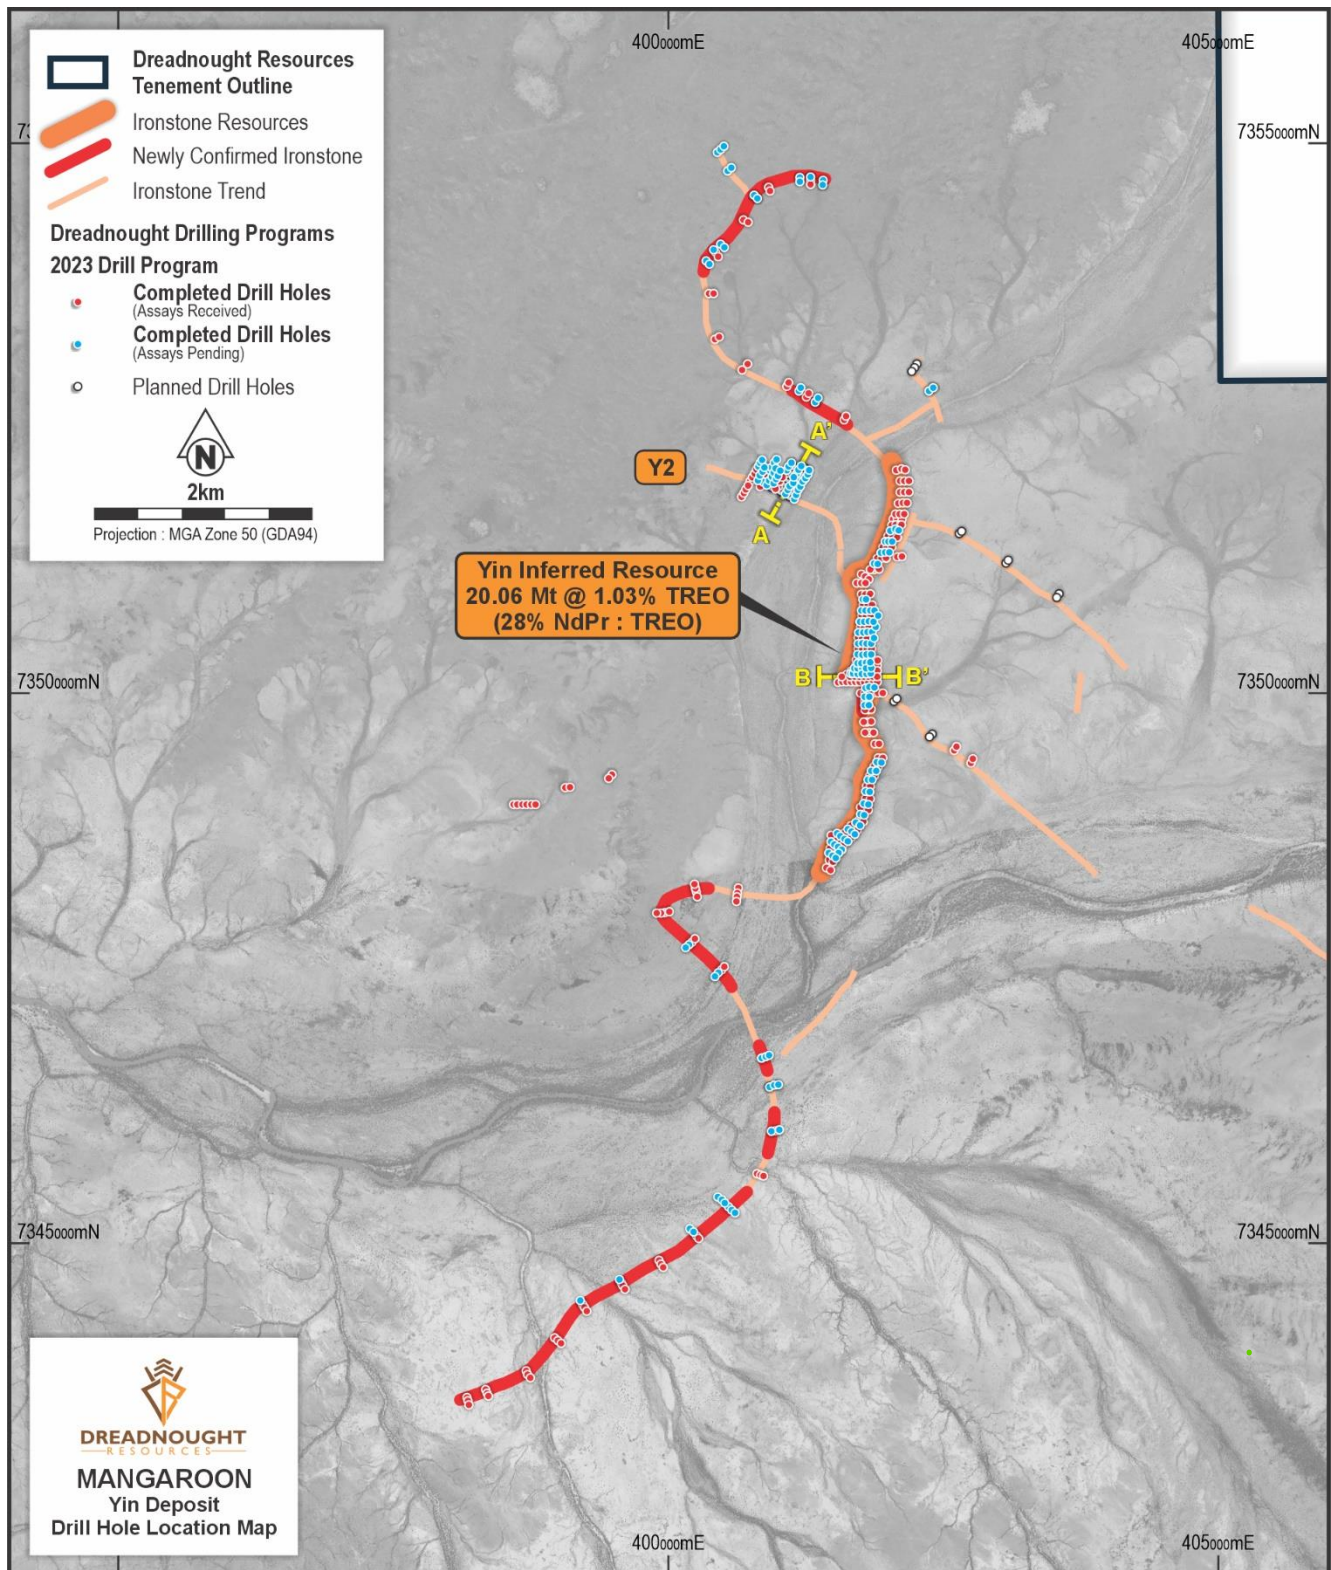 400000mE
405000mE
Dreadnought Resources
Tenement Outline
Ironstone Resources
Newly Confirmed Ironstone
Ironstone Trend
Dreadnought Drilling Programs
2023 Drill Program
Completed Drill Holes
(Assays Received)
Completed Drill Holes
(Assays Pending)
Planned Drill Holes
N
2km
Projection : MGA Zone 50 (GDA94)
7355000mN
A'
Y2
A
Yin Inferred Resource
20.06 Mt @ 1.03% TREO
(28% NdPr : TREO)
B
B'
7350000mN
7350000mN
7345000mN
7345000mN
DREADNOUGHT
RESOURCES
MANGAROON
Yin Deposit
Drill Hole Location Map
400000mE
405000mE